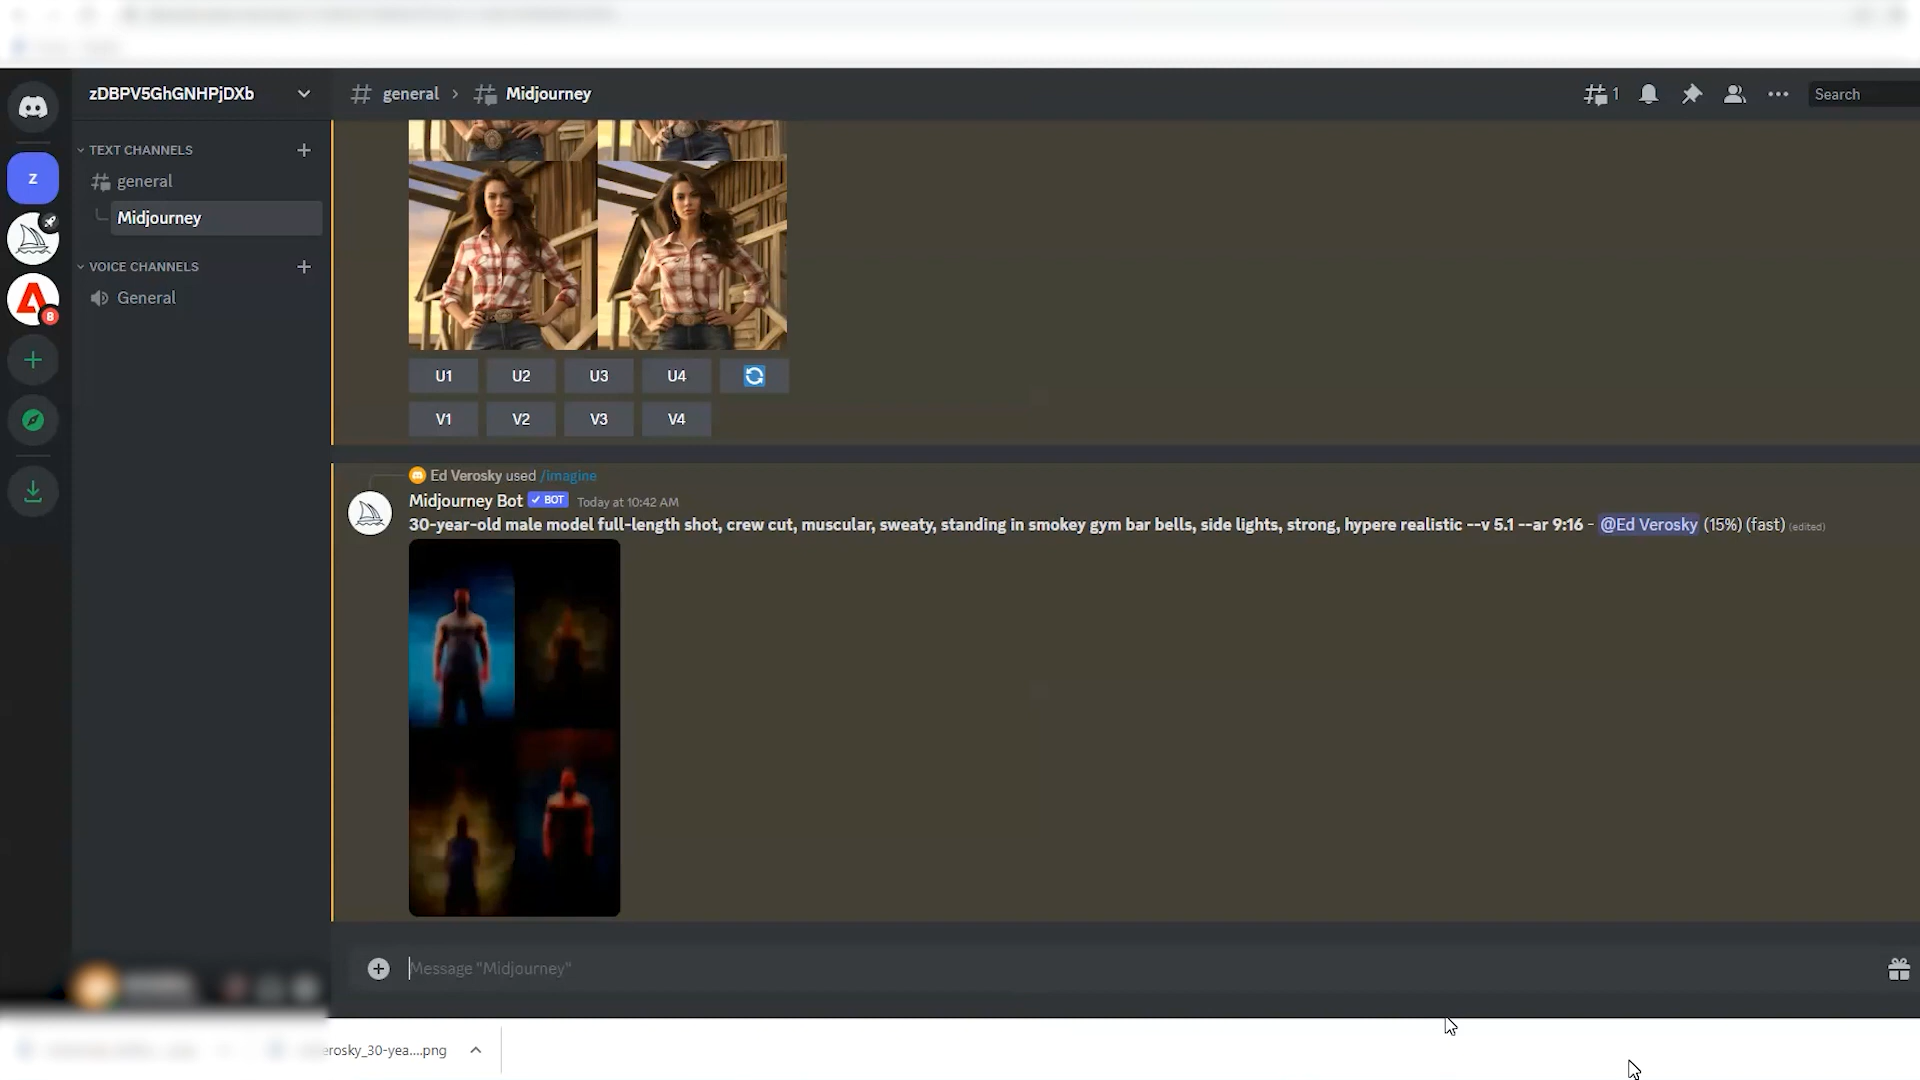 zDBPV5GhGNHPjDXb
general › Midjourney
1
Search
TEXT CHANNELS
general
Midjourney
VOICE CHANNELS
General
Z
8
U1 U2 U3 U4
V1 V2 V3 V4
Ed Verosky used /imagine
Midjourney Bot ✓ BOT Today at 10:42 AM
30-year-old male model full-length shot, crew cut, muscular, sweaty, standing in smokey gym bar bells, side lights, strong, hypere realistic --v 5.1 --ar 9:16 - @Ed Verosky (15%) (fast) (edited)
Message "Midjourney"
erosky_30-yea....png